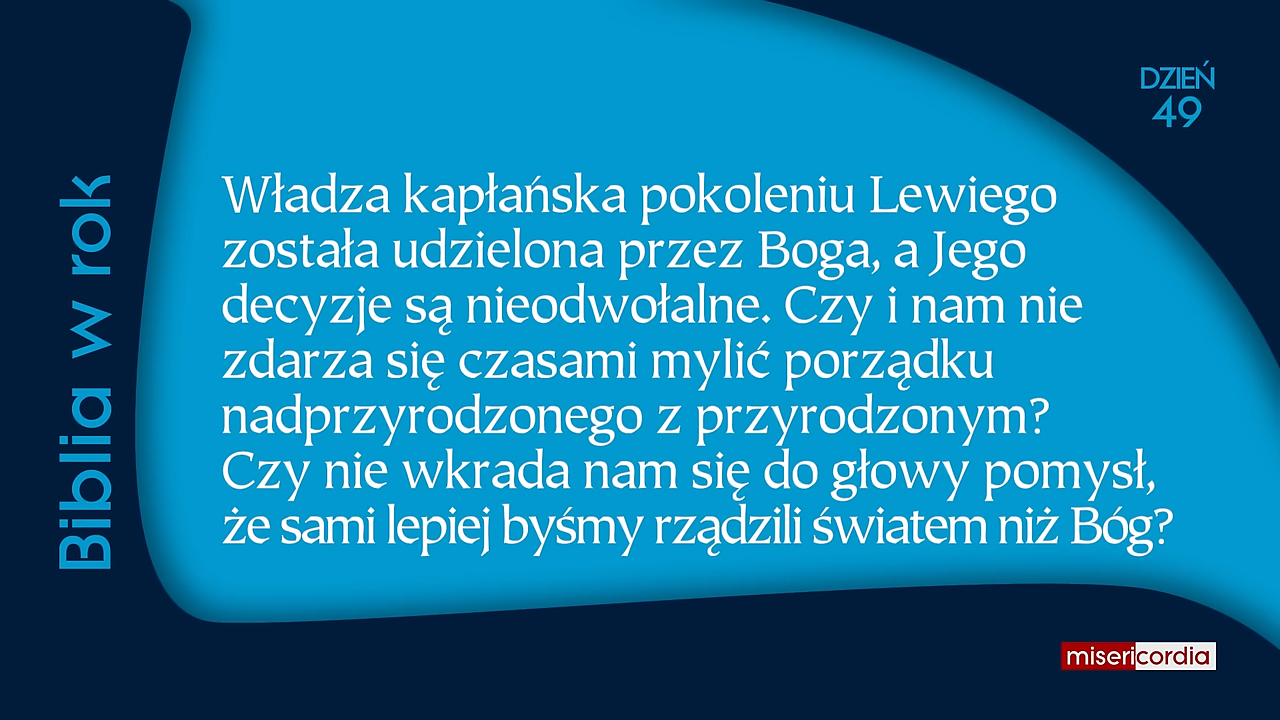 Biblia w rok
DZIEŃ
49
Władza kapłańska pokoleniu Lewiego
została udzielona przez Boga, a Jego
decyzje są nieodwołalne. Czy i nam nie
zdarza się czasami mylić porządku
nadprzyrodzonego z przyrodzonym?
Czy nie wkrada nam się do głowy pomysł,
że sami lepiej byśmy rządzili światem niż Bóg?
misericordia